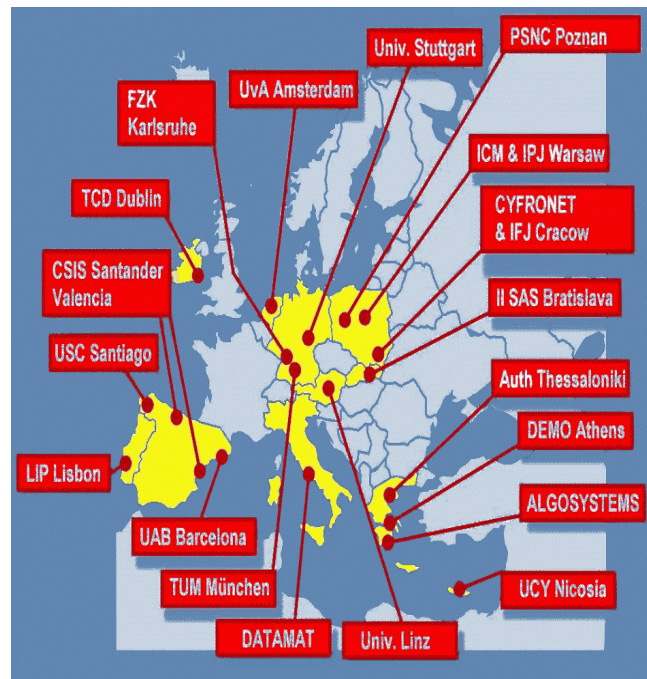 Univ. Stuttgart
PSNC Poznan
FZK
Karlsruhe
UvA Amsterdam
ICM & IPJ Warsaw
TCD Dublin
CYFRONET
& IFJ Cracow
CSIS Santander
Valencia
II SAS Bratislava
USC Santiago
Auth Thessaloniki
DEMO Athens
LIP Lisbon
ALGOSYSTEMS
UAB Barcelona
TUM München
UCY Nicosia
DATAMAT
Univ. Linz